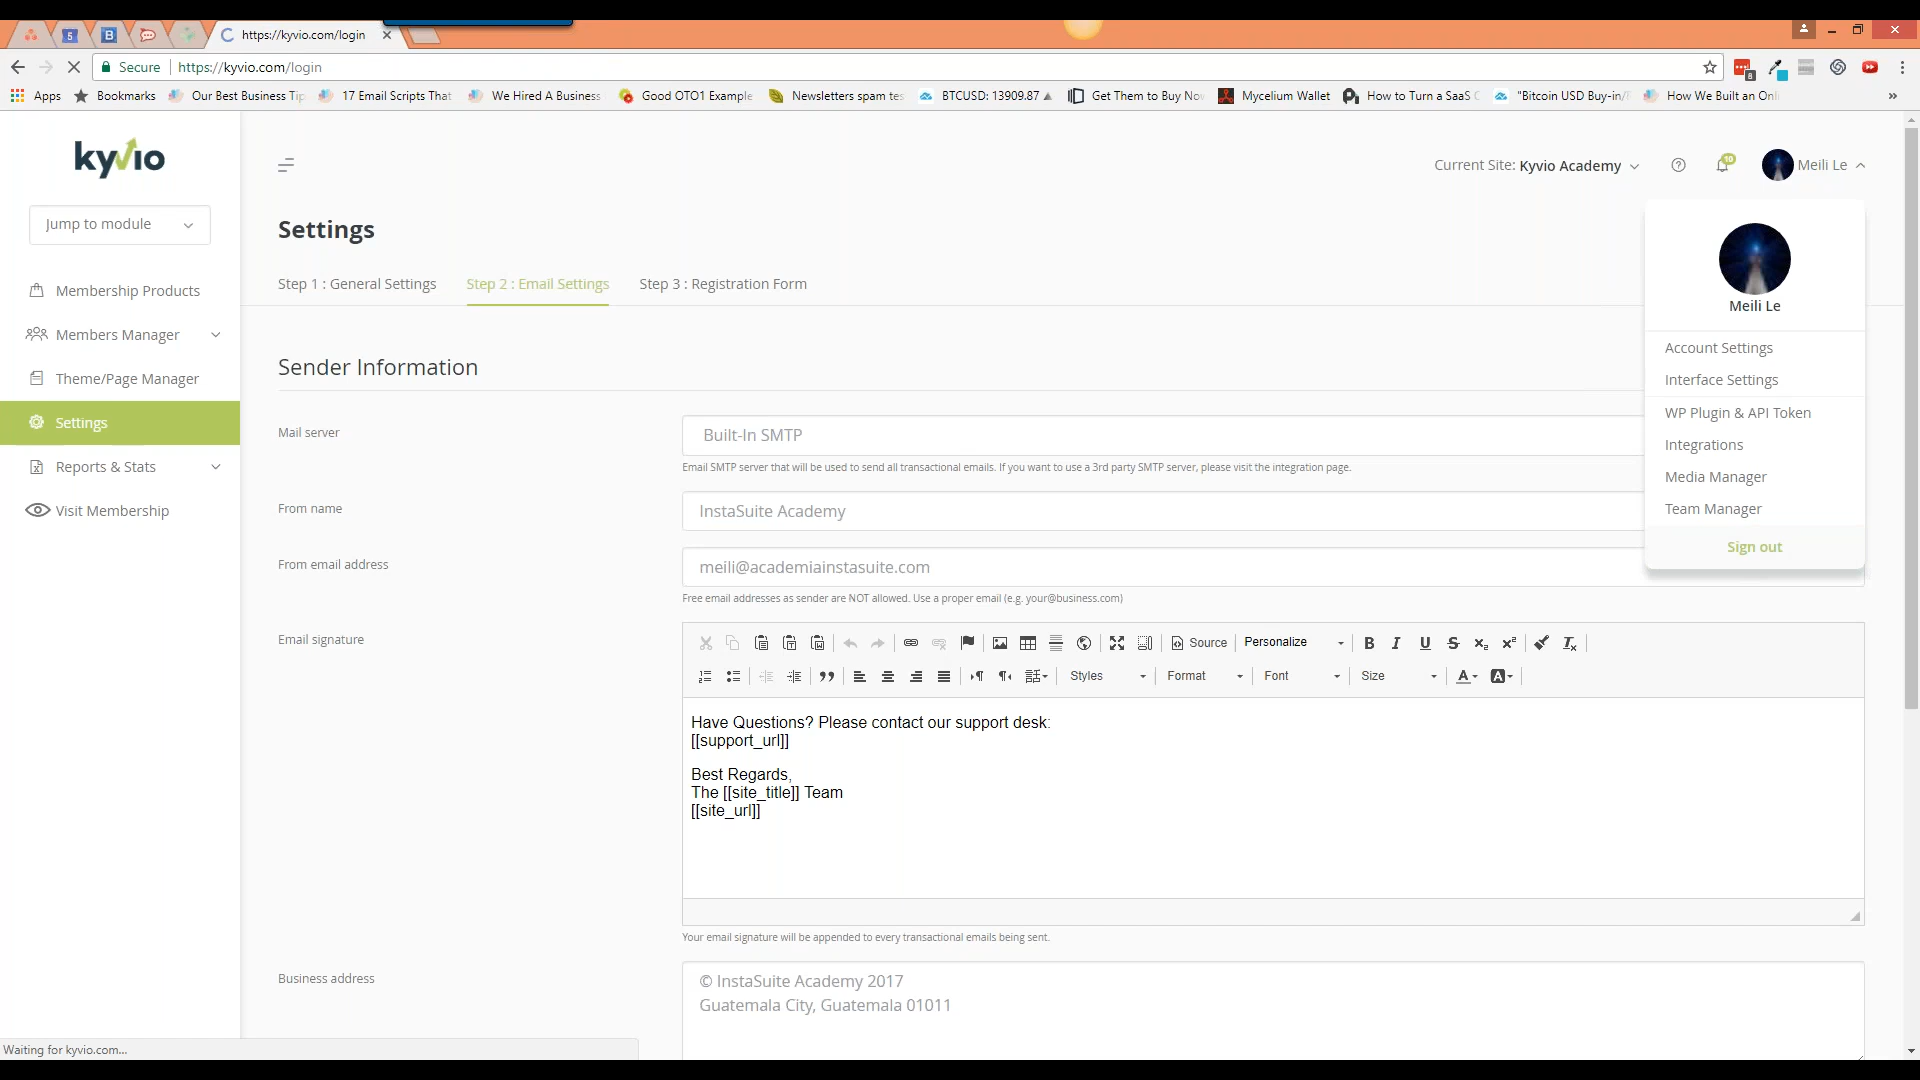 5
B
https://kyvio.com/login
Secure
https://kyvio.com/login
8
Apps
Bookmarks
Our Best Business Tip
17 Email Scripts That
We Hired A Business
Good OTO1 Example
Newsletters spam tes
BTCUSD: 13909.87
Get Them to Buy Now
Mycelium Wallet
How to Turn a SaaS C
"Bitcoin USD Buy-in/
How We Built an Onli
»
kyvio
Current Site: Kyvio Academy
10
Meili Le
Jump to module
Membership Products
Members Manager
Theme/Page Manager
Settings
Reports & Stats
Visit Membership
Settings
Step 1 : General Settings
Step 2 : Email Settings
Step 3 : Registration Form
Meili Le
Account Settings
Interface Settings
WP Plugin & API Token
Integrations
Media Manager
Team Manager
Sign out
Sender Information
Mail server
Built-In SMTP
Email SMTP server that will be used to send all transactional emails. If you want to use a 3rd party SMTP server, please visit the integration page.
From name
InstaSuite Academy
From email address
meili@academiainstasuite.com
Free email addresses as sender are NOT allowed. Use a proper email (e.g. your@business.com)
Email signature
Source
Personalize
Styles
Format
Font
Size
Have Questions? Please contact our support desk:
[[support_url]]
Best Regards,
The [[site_title]] Team
[[site_url]]
Your email signature will be appended to every transactional emails being sent.
Business address
© InstaSuite Academy 2017
Guatemala City, Guatemala 01011
Waiting for kyvio.com...